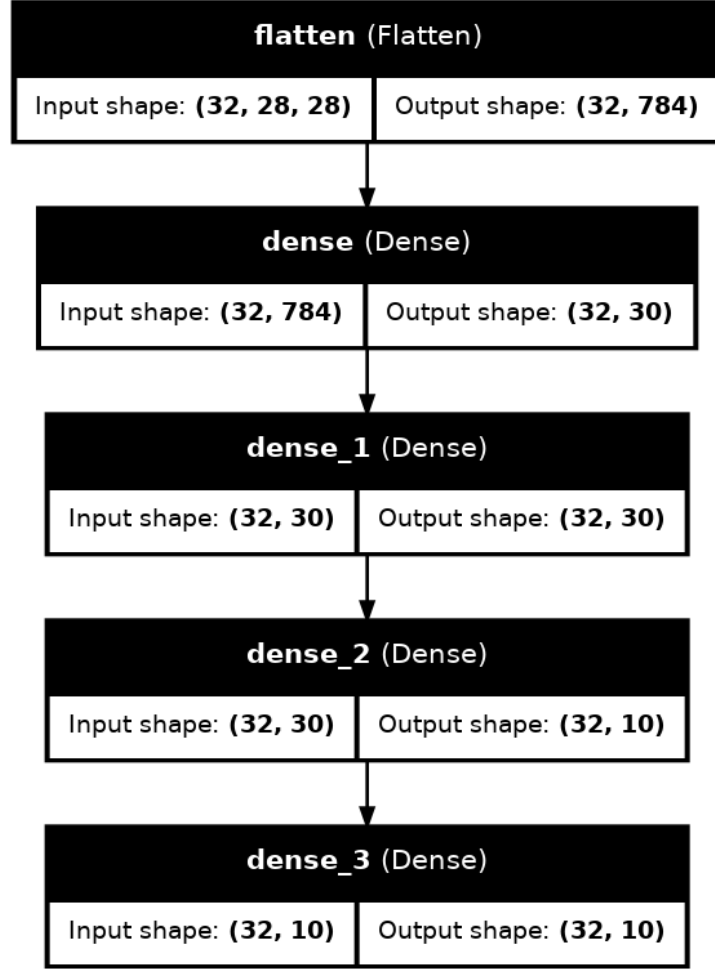 flatten (Flatten)
Input shape: (32, 28, 28) Output shape: (32, 784)
dense (Dense)
Input shape: (32, 784) Output shape: (32, 30)
dense_1 (Dense)
Input shape: (32, 30) Output shape: (32, 30)
dense_2 (Dense)
Input shape: (32, 30) Output shape: (32, 10)
dense_3 (Dense)
Input shape: (32, 10) Output shape: (32, 10)